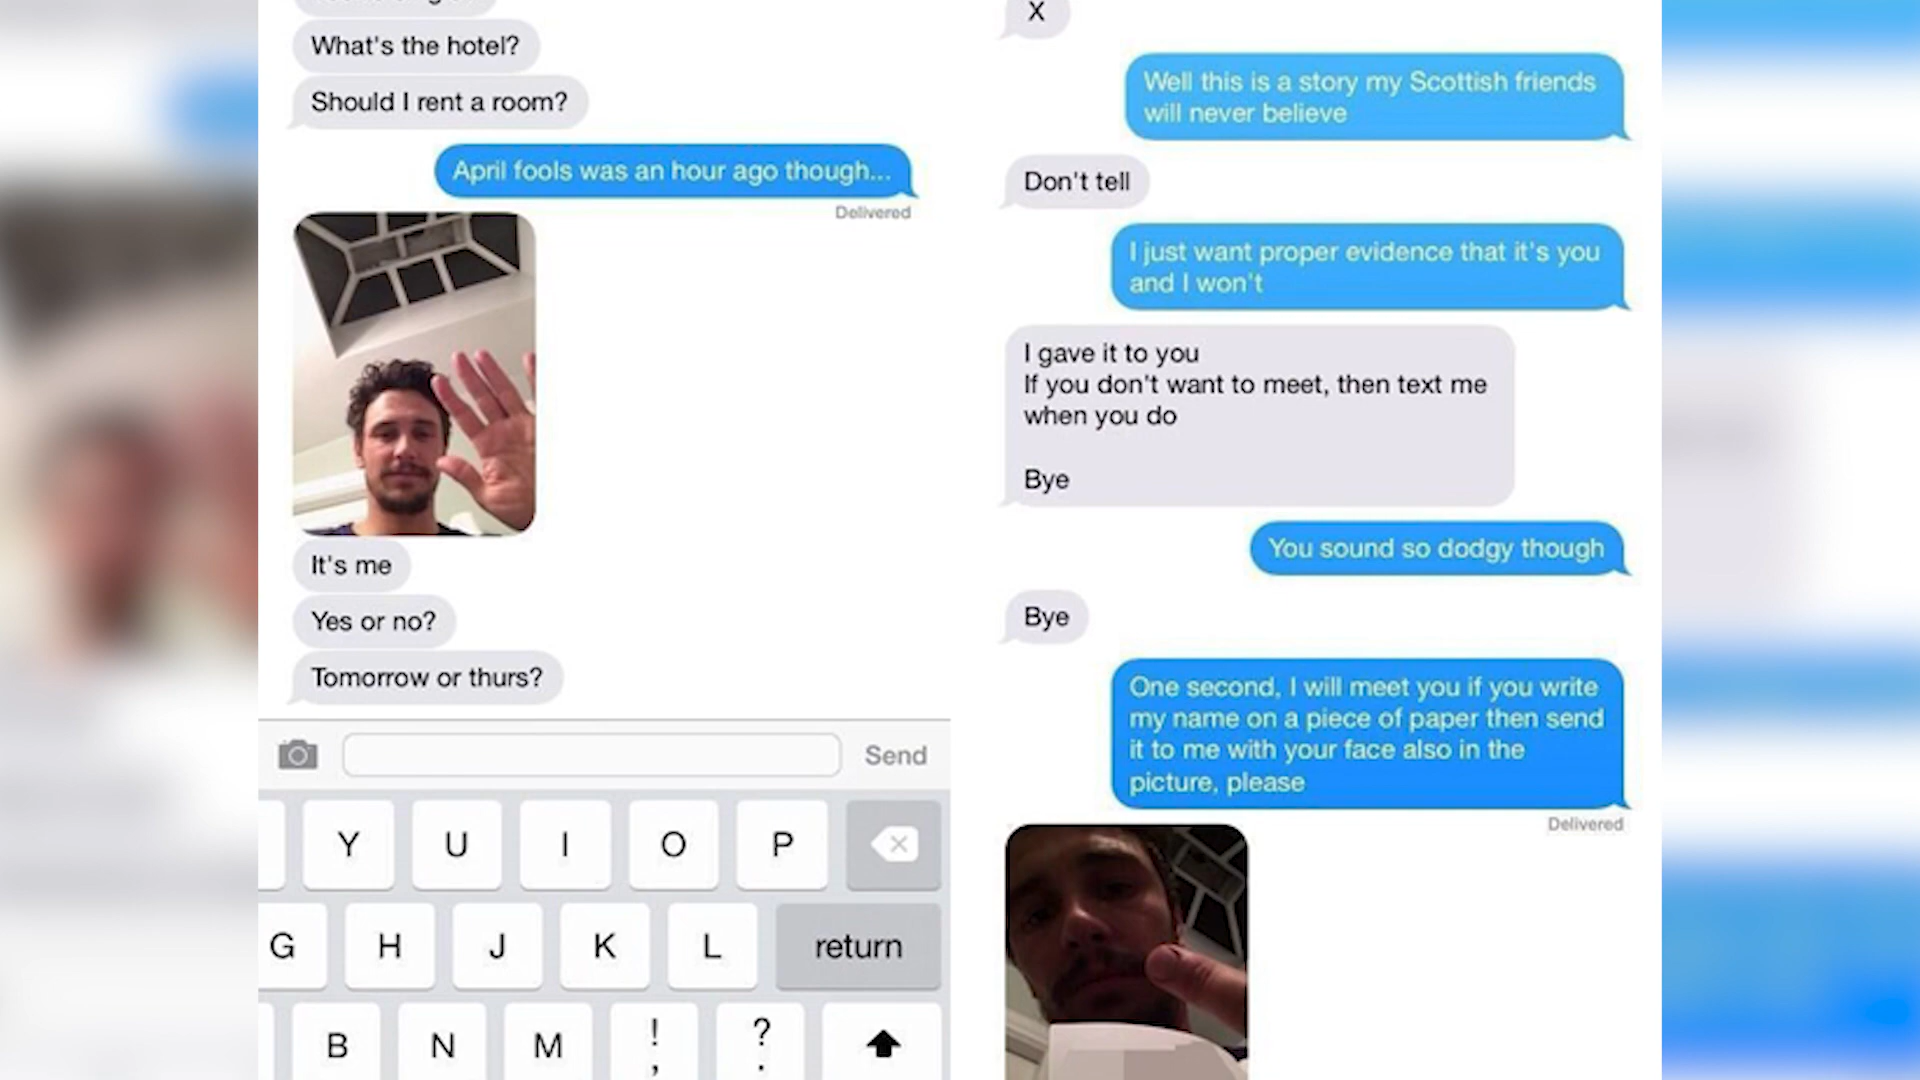 What's the hotel?
Should I rent a room?
April fools was an hour ago though...
Delivered
It's me
Yes or no?
Tomorrow or thurs?
Send
Y U I O P
G H J K L return
B N M ! , ? .
X
Well this is a story my Scottish friends
will never believe
Don't tell
I just want proper evidence that it's you
and I won't
I gave it to you
If you don't want to meet, then text me
when you do
Bye
You sound so dodgy though
Bye
One second, I will meet you if you write
my name on a piece of paper then send
it to me with your face also in the
picture, please
Delivered